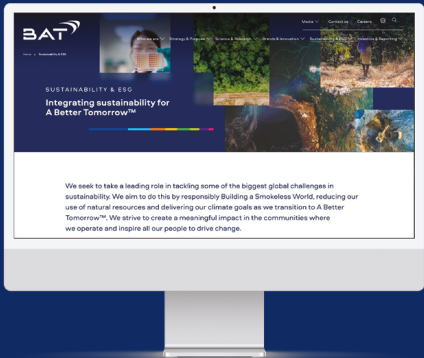 BAT
Media
Contact us
Careers
Who we are
Strategy & Purpose
Science & Research
Brands & Innovation
Sustainability & ESG
Investors & Reporting
Home
Sustainability & ESG
SUSTAINABILITY & ESG
Integrating sustainability for
A Better Tomorrow™
We seek to take a leading role in tackling some of the biggest global challenges in
sustainability. We aim to do this by responsibly Building a Smokeless World, reducing our
use of natural resources and delivering our climate goals as we transition to A Better
Tomorrow™. We strive to create a meaningful impact in the communities where
we operate and inspire all our people to drive change.